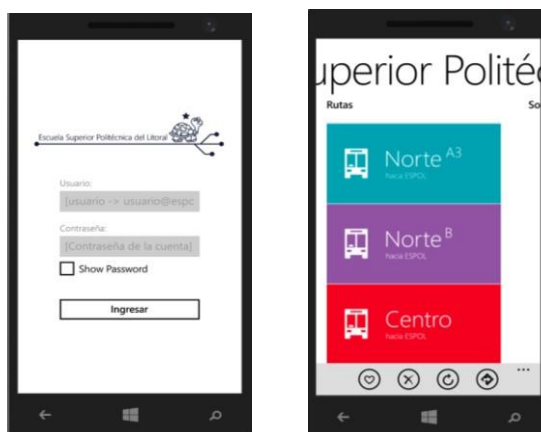 Escuela Superior Politécnica del Litoral
Usuario:
[usuario -> usuario@espc
Contraseña:
[Contraseña de la cuenta]
Show Password
Ingresar
uperior Polité
Rutas
So
Norte A3
hacia ESPOL
Norte B
hacia ESPOL
Centro
hacia ESPOL